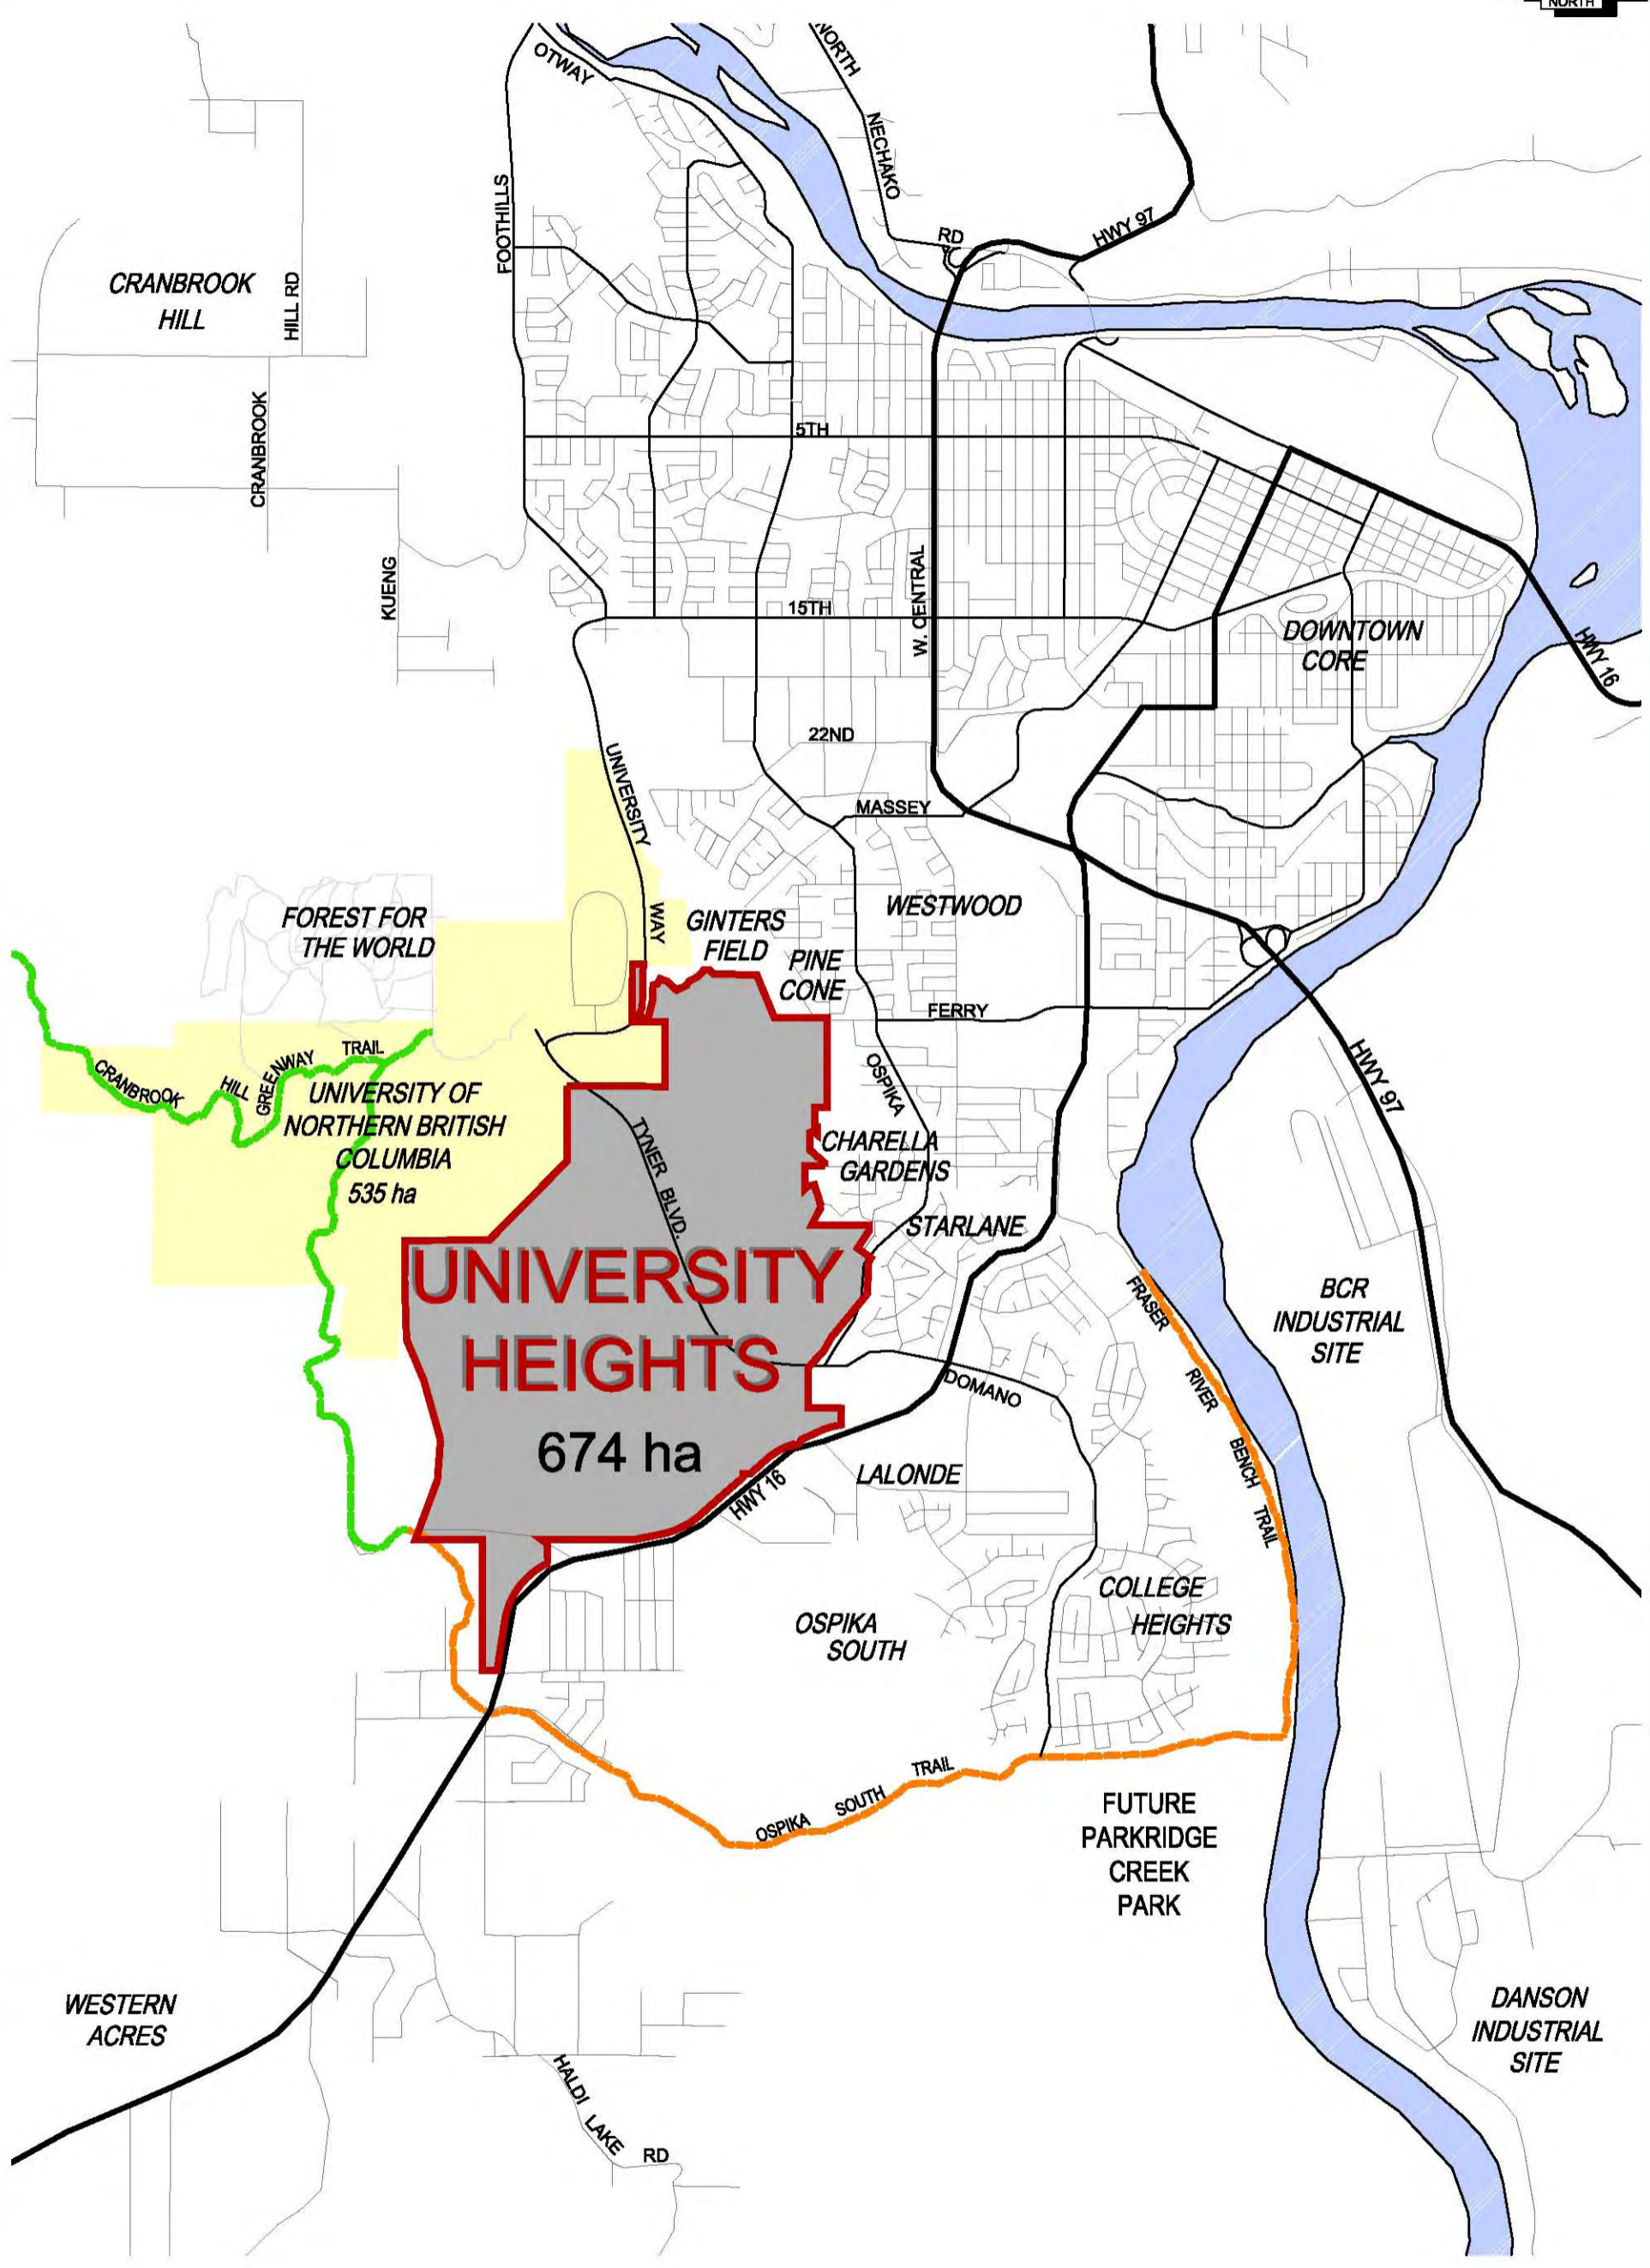 NORTH
OTWAY
NORTH
NECHAKO
RD
HWY 97
FOOTHILLS
CRANBROOK
HILL
HILL RD
CRANBROOK
5TH
KUENG
15TH
W. CENTRAL
DOWNTOWN
CORE
HWY 16
22ND
UNIVERSITY
WAY
MASSEY
WESTWOOD
FOREST FOR
THE WORLD
GINTERS
FIELD
PINE
CONE
FERRY
OSPIKA
HWY 97
CRANBROOK
HILL
GREENWAY
TRAIL
UNIVERSITY OF
NORTHERN BRITISH
COLUMBIA
535 ha
TYNER BLVD.
CHARELLA
GARDENS
STARLANE
UNIVERSITY
HEIGHTS
674 ha
FRASER
RIVER
BENCH
TRAIL
BCR
INDUSTRIAL
SITE
DOMANO
LALONDE
HWY 16
COLLEGE
HEIGHTS
OSPIKA
SOUTH
OSPIKA
SOUTH
TRAIL
FUTURE
PARKRIDGE
CREEK
PARK
WESTERN
ACRES
DANSON
INDUSTRIAL
SITE
HALDI
LAKE
RD